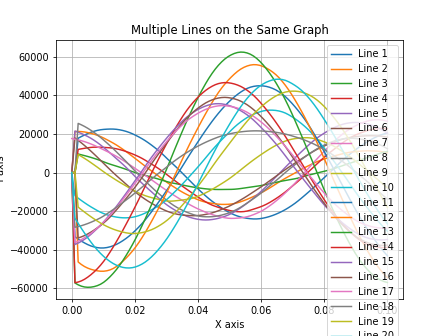 Multiple Lines on the Same Graph
60000
40000
20000
0
−20000
−40000
−60000
0.00
0.02
0.04
0.06
X axis
Line 1
Line 2
Line 3
Line 4
Line 5
Line 6
Line 7
Line 8
Line 9
Line 10
Line 11
Line 12
Line 13
Line 14
Line 15
Line 16
Line 17
Line 18
Line 19